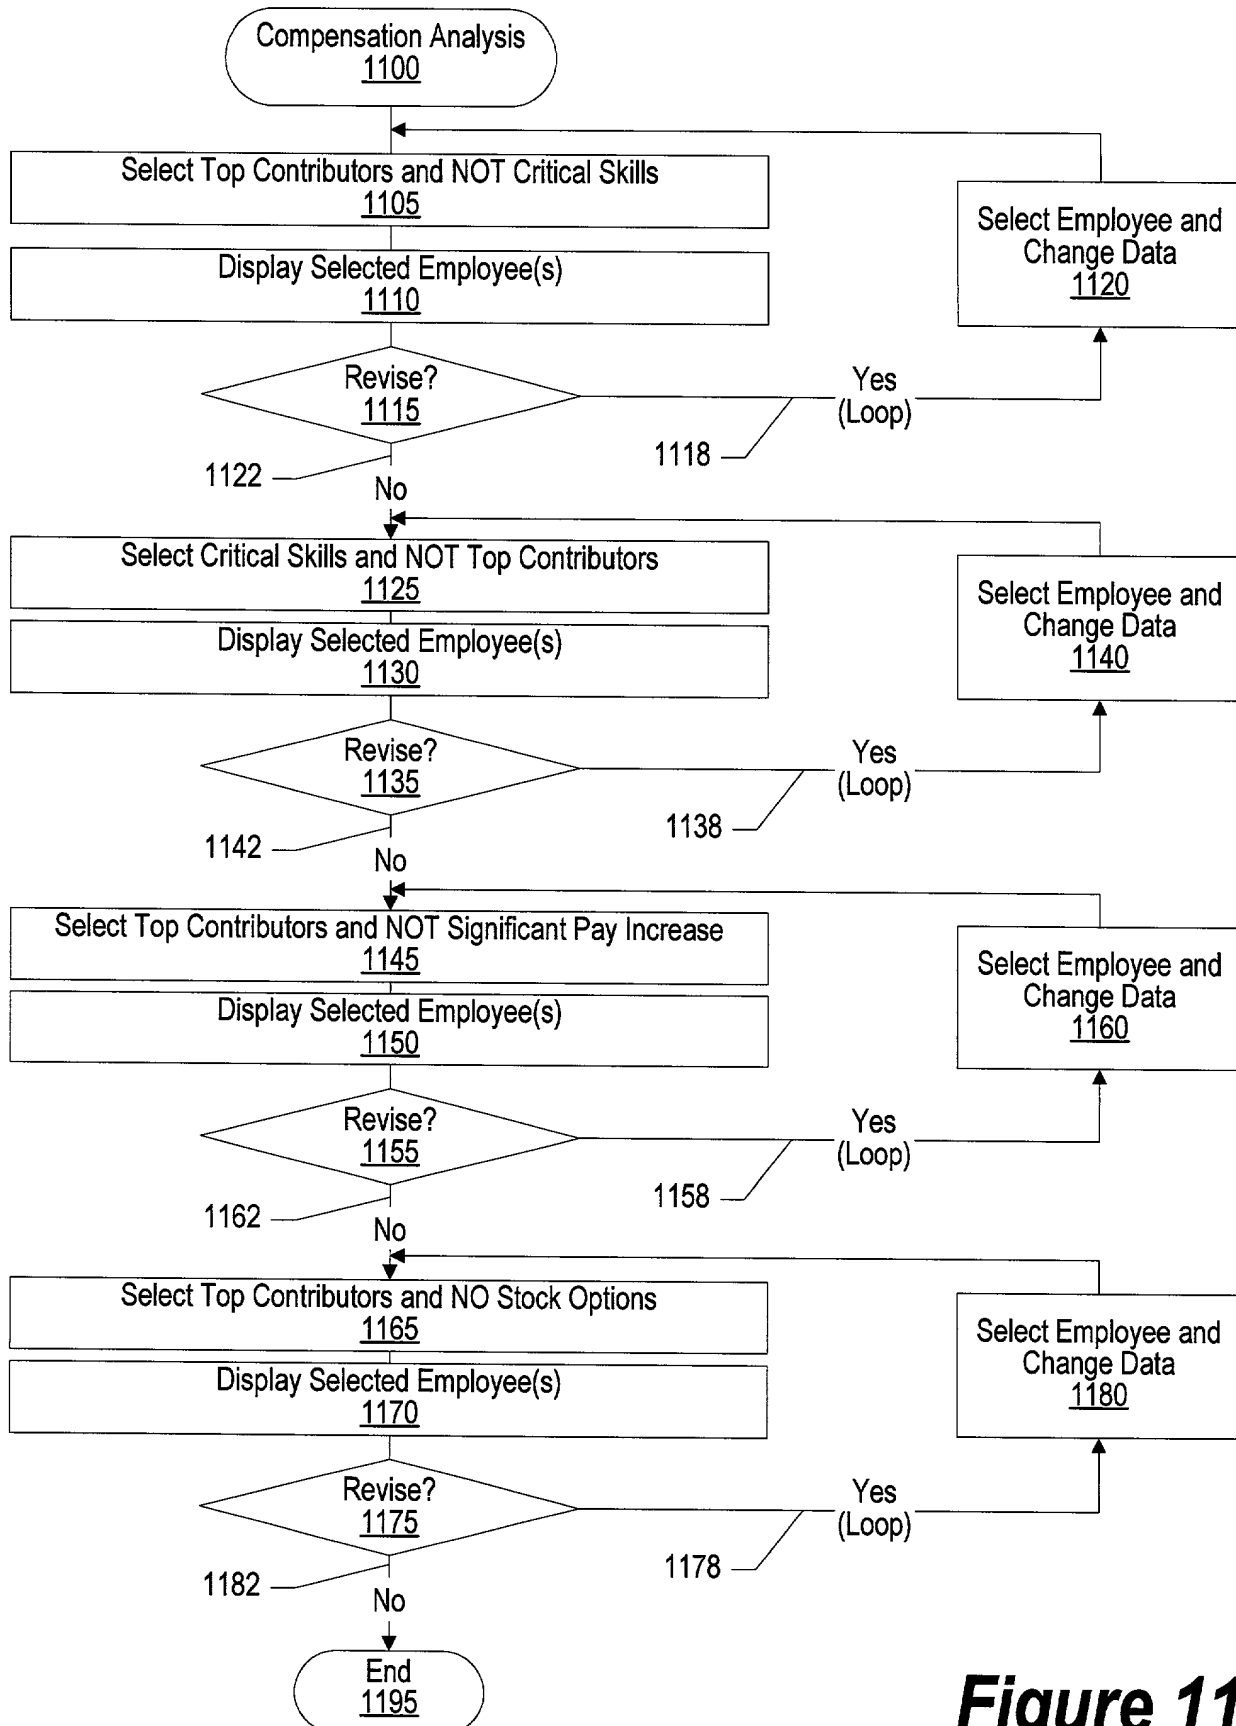 Compensation Analysis
1100
Select Top Contributors and NOT Critical Skills
1105
Select Employee and
Change Data
1120
Display Selected Employee(s)
1110
Revise?
1115
Yes
(Loop)
1118
1122
No
Select Critical Skills and NOT Top Contributors
1125
Select Employee and
Change Data
1140
Display Selected Employee(s)
1130
Revise?
1135
Yes
(Loop)
1138
1142
No
Select Top Contributors and NOT Significant Pay Increase
1145
Select Employee and
Change Data
1160
Display Selected Employee(s)
1150
Revise?
1155
Yes
(Loop)
1158
1162
No
Select Top Contributors and NO Stock Options
1165
Select Employee and
Change Data
1180
Display Selected Employee(s)
1170
Revise?
1175
Yes
(Loop)
1178
1182
No
End
1195
Figure 11